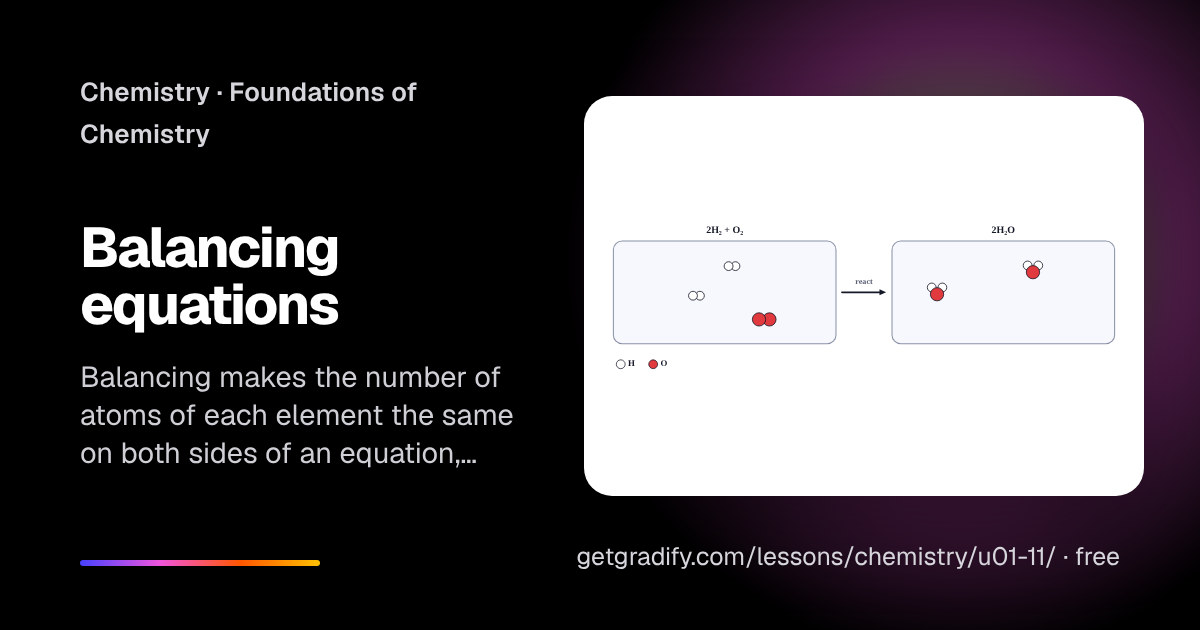 Chemistry · Foundations of
Chemistry
Balancing
equations
Balancing makes the number of
atoms of each element the same
on both sides of an equation,...
2H₂ + O₂
react
2H₂O
H
O
getgradify.com/lessons/chemistry/u01-11/ · free